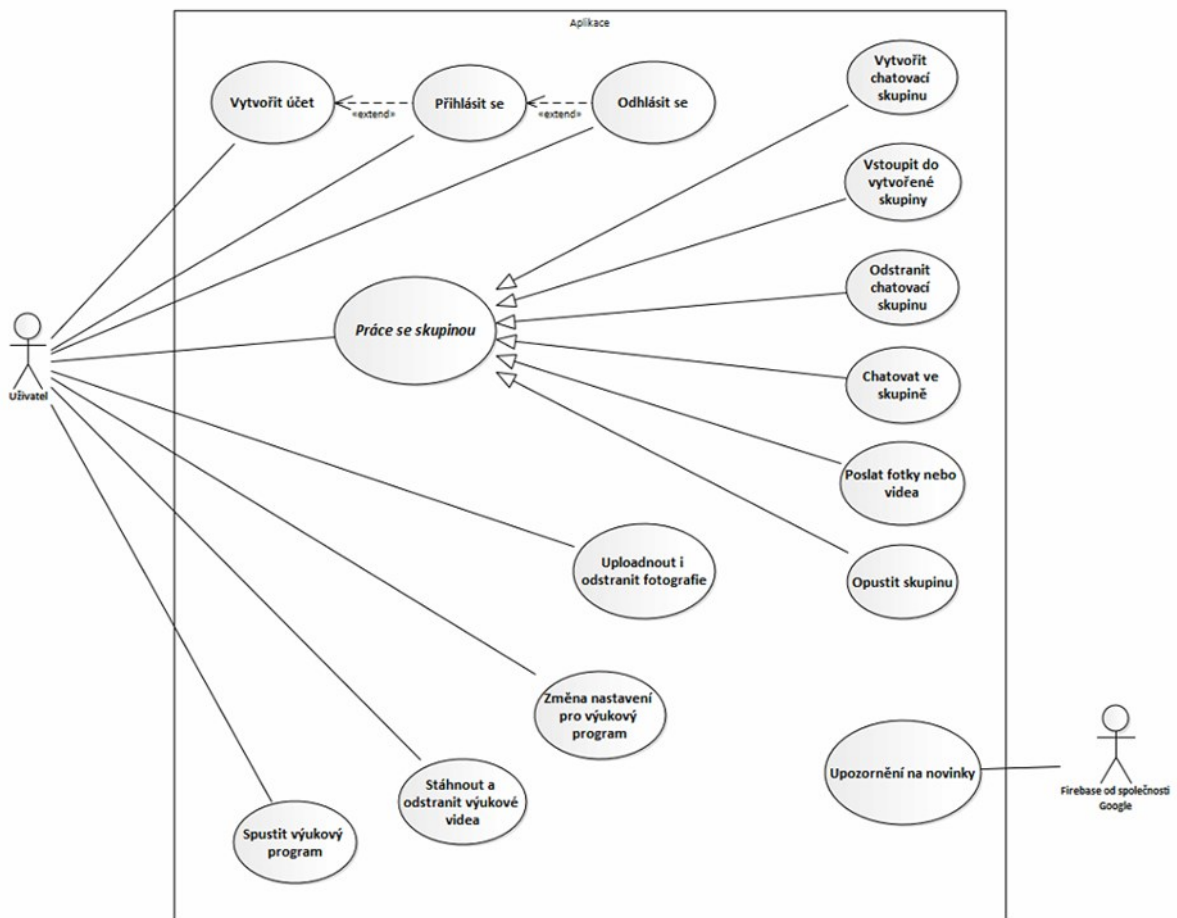 Aplikace
Vytvořit účet
«extend»
Přihlásit se
«extend»
Odhlásit se
Vytvořit
chatovací
skupinu
Vstoupit do
vytvořené
skupiny
Odstranit
chatovací
skupinu
Práce se skupinou
Uživatel
Chatovat ve
skupině
Poslat fotky nebo
videa
Uploadnout i
odstranit fotografie
Opustit skupinu
Změna nastavení
pro výukový
program
Upozornění na novinky
Firebase od společnosti
Google
Stáhnout a
odstranit výukové
videa
Spustit výukový
program